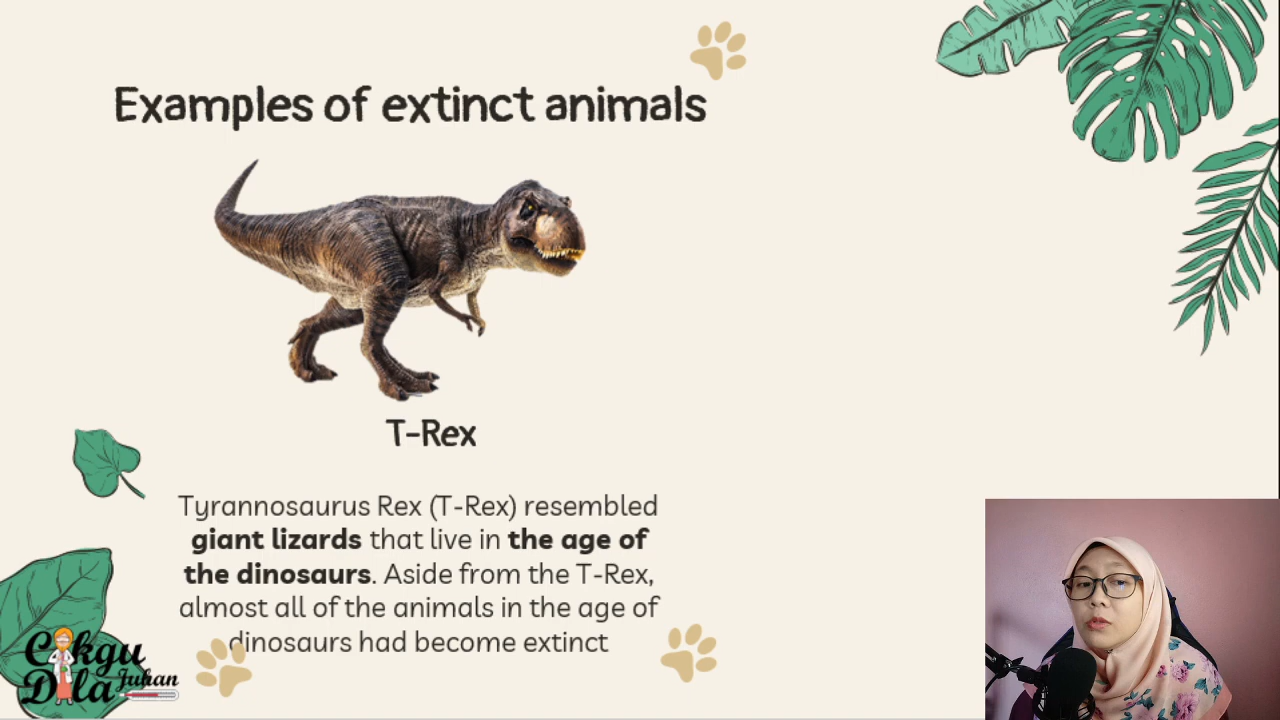 Examples of extinct animals
T-Rex
Tyrannosaurus Rex (T-Rex) resembled
giant lizards that live in the age of
the dinosaurs. Aside from the T-Rex,
almost all of the animals in the age of
dinosaurs had become extinct
Cikgu
Dila Juhan